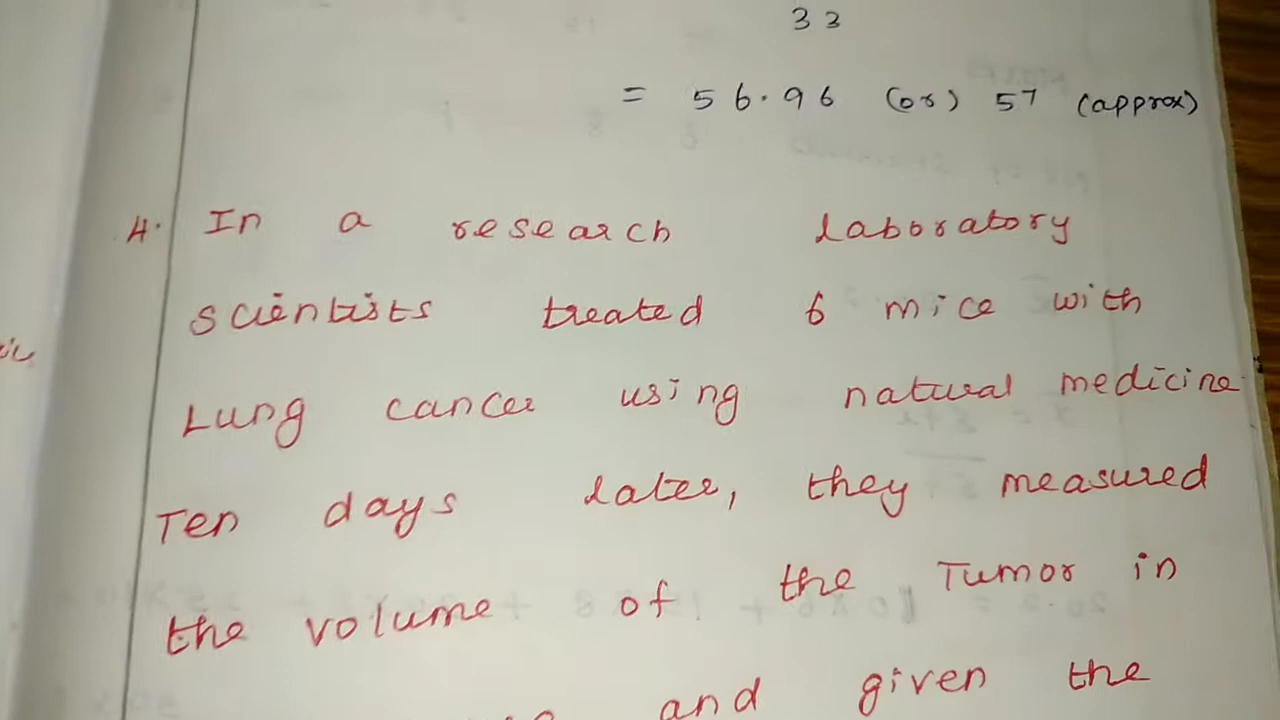 33
= 56.96 (or) 57 (approx)
4. In a research laboratory
scientists treated 6 mice with
Lung cancer using natural medicine
Ten days later, they measured
the volume of the Tumor in
and given the